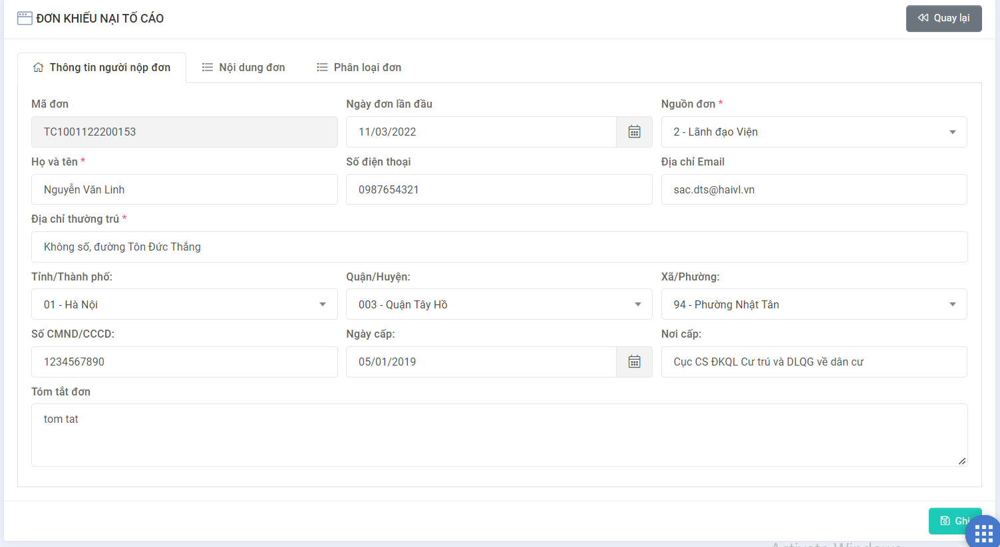 ĐƠN KHIẾU NẠI TỐ CÁO
Quay lại
Thông tin người nộp đơn
Nội dung đơn
Phân loại đơn
Mã đơn
Ngày đơn lần đầu
Nguồn đơn *
TC1001122200153
11/03/2022
2 - Lãnh đạo Viện
Họ và tên *
Số điện thoại
Địa chỉ Email
Nguyễn Văn Linh
0987654321
sac.dts@haivl.vn
Địa chỉ thường trú *
Không số, đường Tôn Đức Thắng
Tỉnh/Thành phố:
Quận/Huyện:
Xã/Phường:
01 - Hà Nội
003 - Quận Tây Hồ
94 - Phường Nhật Tân
Số CMND/CCCD:
Ngày cấp:
Nơi cấp:
1234567890
05/01/2019
Cục CS ĐKQL Cư trú và DLQG về dân cư
Tóm tắt đơn
tom tat
Ghi
Activate Windows